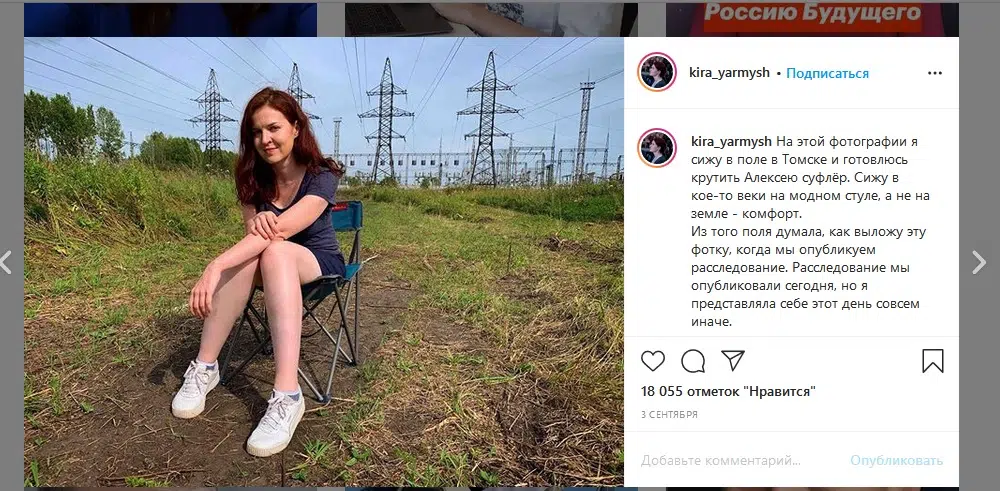 Россию Будущего
kira_yarmysh • Подписаться
kira_yarmysh На этой фотографии я
сижу в поле в Томске и готовлюсь
крутить Алексею суфлёр. Сижу в
кое-то веки на модном стуле, а не на
земле - комфорт.
Из того поля думала, как выложу эту
фотку, когда мы опубликуем
расследование. Расследование мы
опубликовали сегодня, но я
представляла себе этот день совсем
иначе.
18 055 отметок "Нравится"
3 СЕНТЯБРЯ
Добавьте комментарий...
Опубликовать